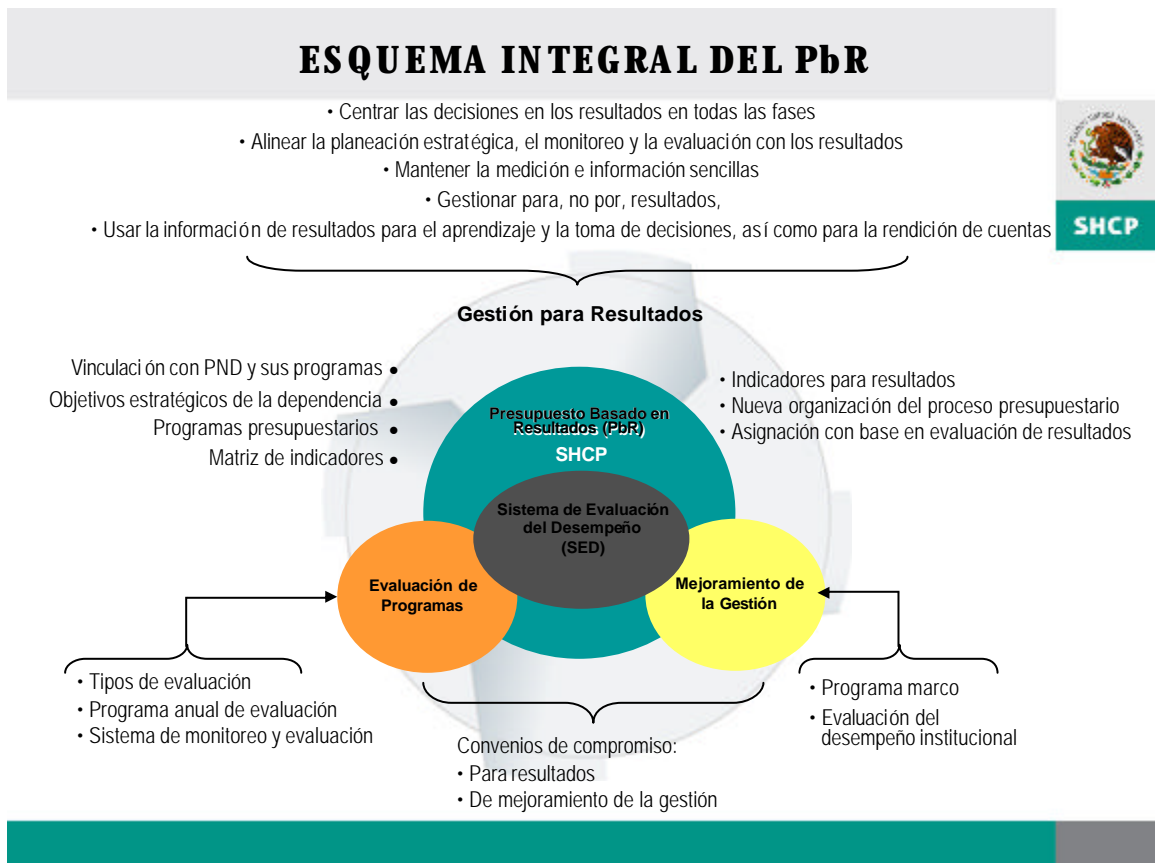 ESQUEMA INTEGRAL DEL PbR
• Centrar las decisiones en los resultados en todas las fases
• Alinear la planeación estratégica, el monitoreo y la evaluación con los resultados
• Mantener la medición e información sencillas
• Gestionar para, no por, resultados,
• Usar la información de resultados para el aprendizaje y la toma de decisiones, así como para la rendición de cuentas
SHCP
Gestión para Resultados
Vinculación con PND y sus programas •
Objetivos estratégicos de la dependencia •
Programas presupuestarios •
Matriz de indicadores •
• Indicadores para resultados
• Nueva organización del proceso presupuestario
• Asignación con base en evaluación de resultados
Presupuesto Basado en
Resultados (PbR)
SHCP
Sistema de Evaluación
del Desempeño
(SED)
Evaluación de
Programas
Mejoramiento de
la Gestión
• Tipos de evaluación
• Programa anual de evaluación
• Sistema de monitoreo y evaluación
Convenios de compromiso:
• Para resultados
• De mejoramiento de la gestión
• Programa marco
• Evaluación del
desempeño institucional